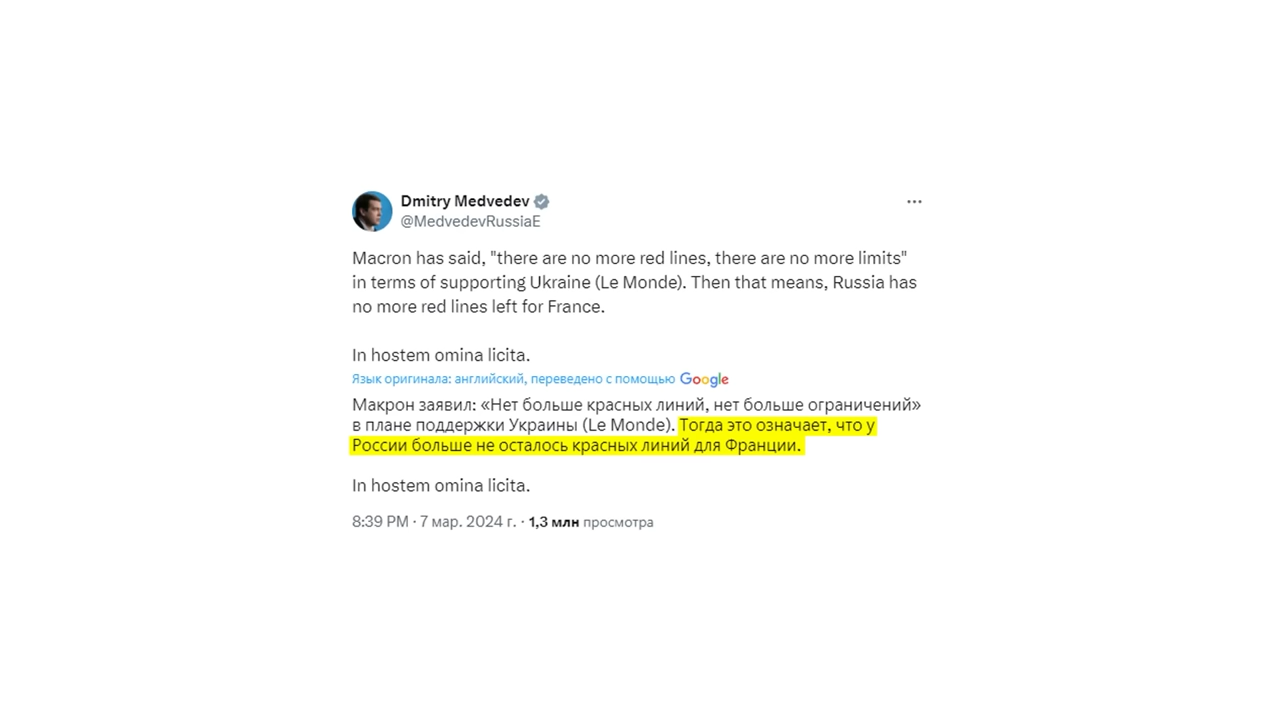 Dmitry Medvedev
@MedvedevRussiaE
Macron has said, "there are no more red lines, there are no more limits"
in terms of supporting Ukraine (Le Monde). Then that means, Russia has
no more red lines left for France.
In hostem omina licita.
Язык оригинала: английский, переведено с помощью Google
Макрон заявил: «Нет больше красных линий, нет больше ограничений»
в плане поддержки Украины (Le Monde). Тогда это означает, что у
России больше не осталось красных линий для Франции.
In hostem omina licita.
8:39 PM · 7 мар. 2024 г. · 1,3 млн просмотра